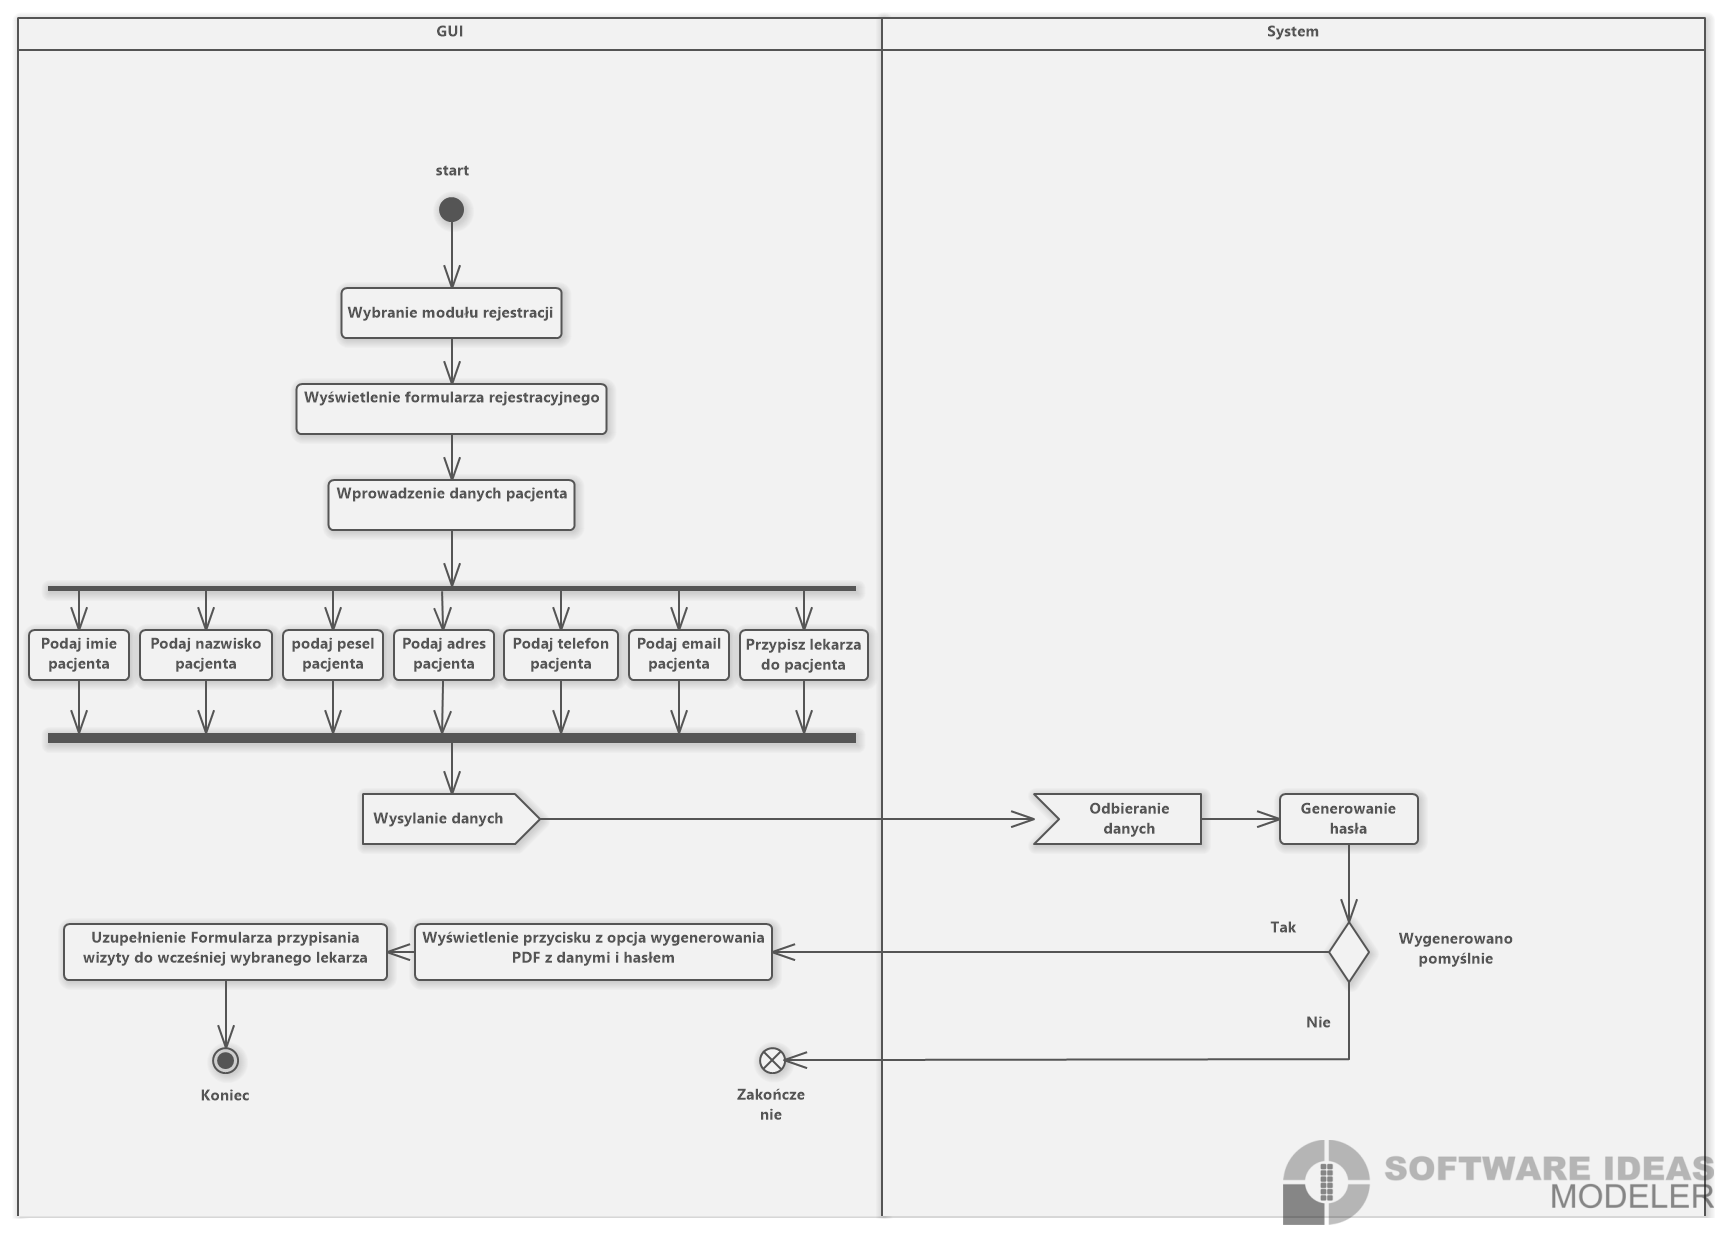 GUI
System
start
Wybranie modułu rejestracji
Wyświetlenie formularza rejestracyjnego
Wprowadzenie danych pacjenta
Podaj imie
pacjenta
Podaj nazwisko
pacjenta
podaj pesel
pacjenta
Podaj adres
pacjenta
Podaj telefon
pacjenta
Podaj email
pacjenta
Przypisz lekarza
do pacjenta
Wysylanie danych
Odbieranie
danych
Generowanie
hasła
Tak
Wygenerowano
pomyślnie
Wyświetlenie przycisku z opcja wygenerowania
PDF z danymi i hasłem
Uzupełnienie Formularza przypisania
wizyty do wcześniej wybranego lekarza
Nie
Koniec
Zakończe
nie
SOFTWARE IDEAS
MODELER